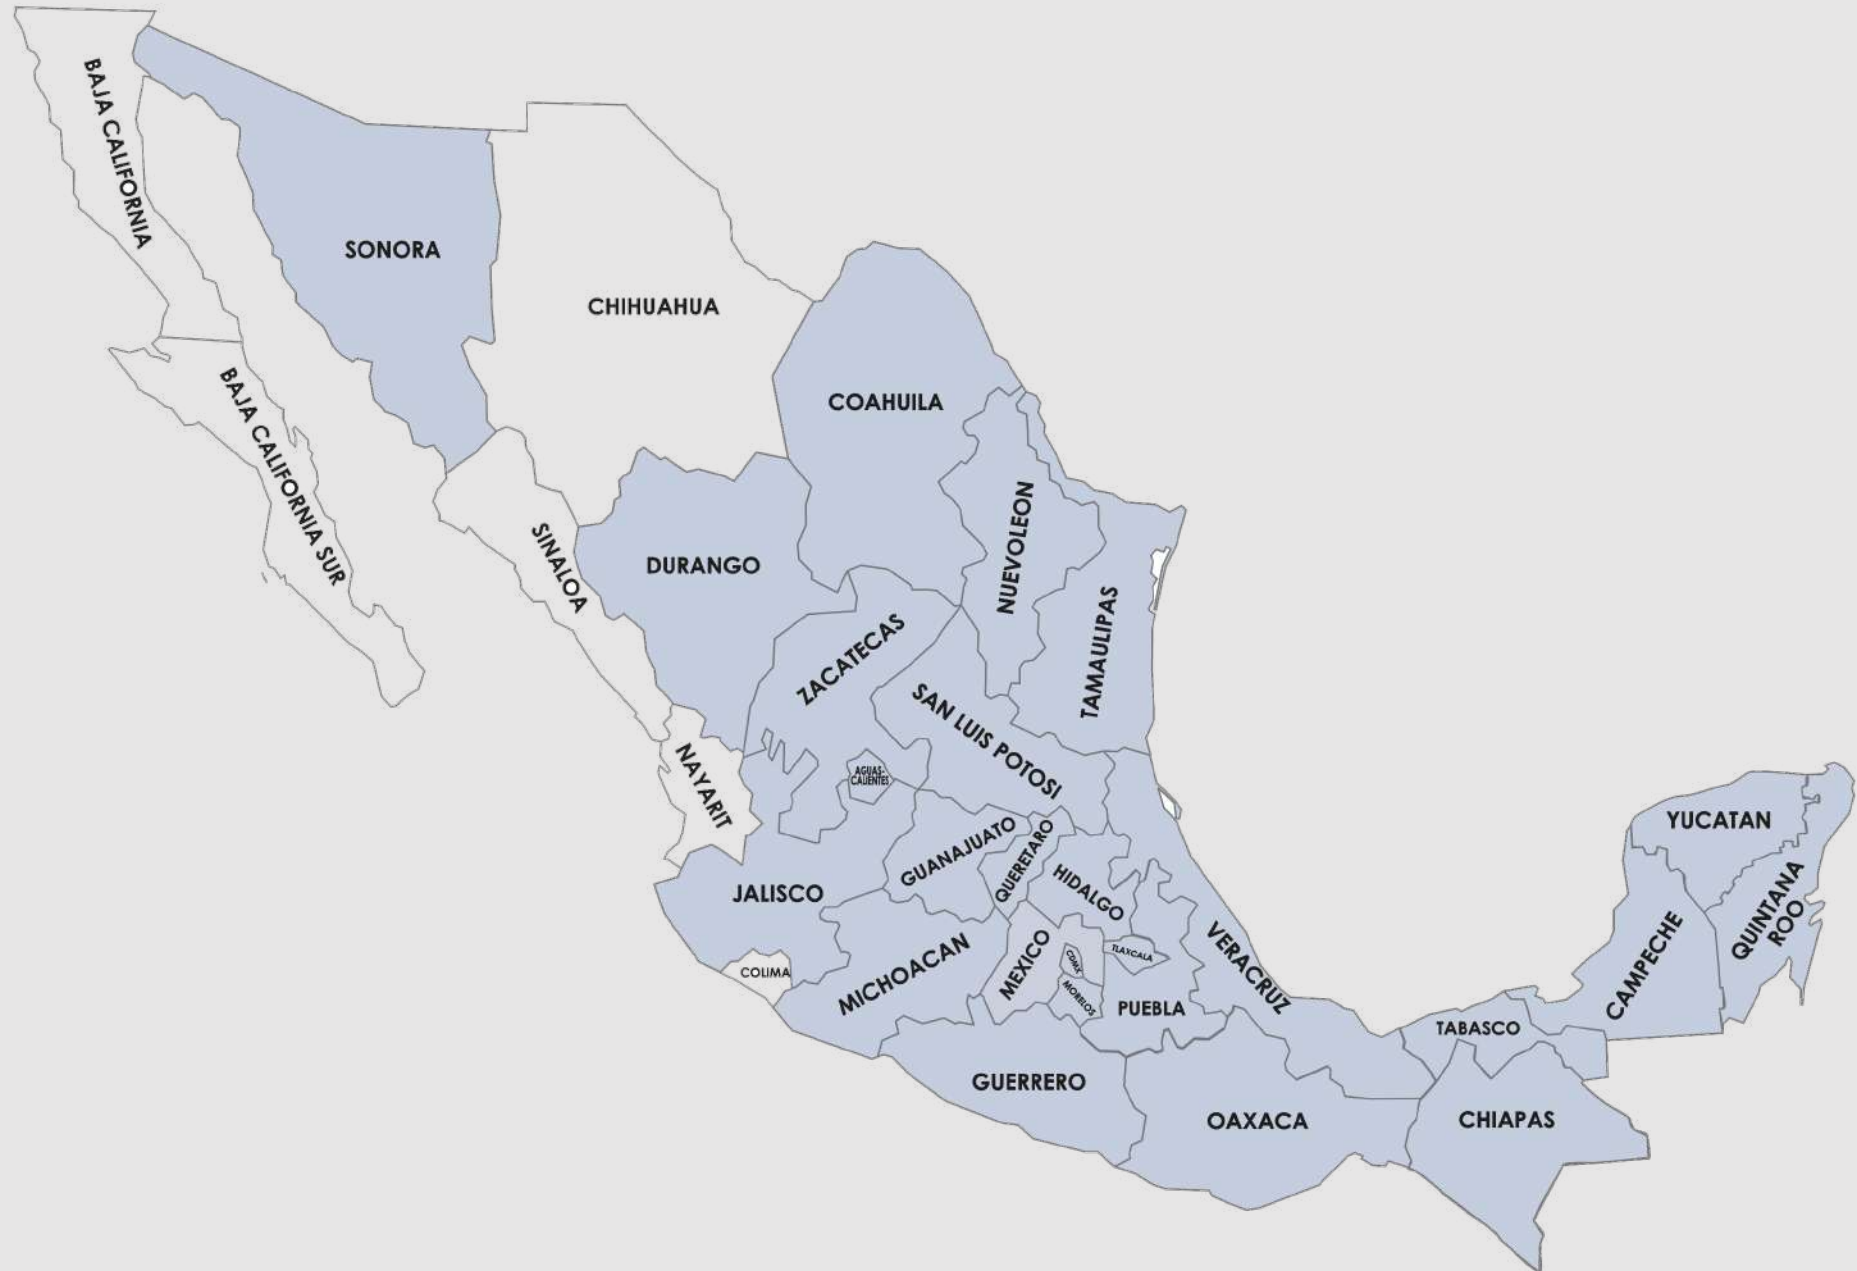 BAJA CALIFORNIA
SONORA
CHIHUAHUA
BAJA CALIFORNIA SUR
COAHUILA
SINALOA
DURANGO
NUEVOLEON
TAMAULIPAS
ZACATECAS
SAN LUIS POTOSI
NAYARIT
AGUAS-
CALIENTES
JALISCO
GUANAJUATO
QUERETARO
HIDALGO
COLIMA
MICHOACAN
MEXICO
CDMX
TLAXCALA
MORELOS
PUEBLA
VERACRUZ
GUERRERO
OAXACA
TABASCO
CHIAPAS
CAMPECHE
YUCATAN
QUINTANA
ROO